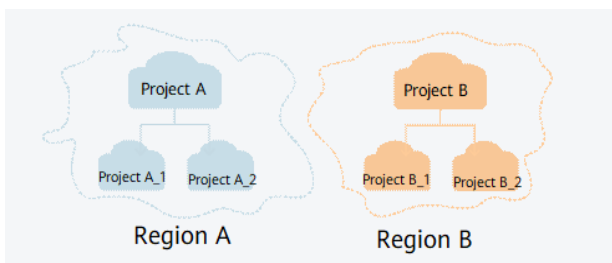 Project A
Project B
Project A_1
Project A_2
Project B_1
Project B_2
Region A
Region B